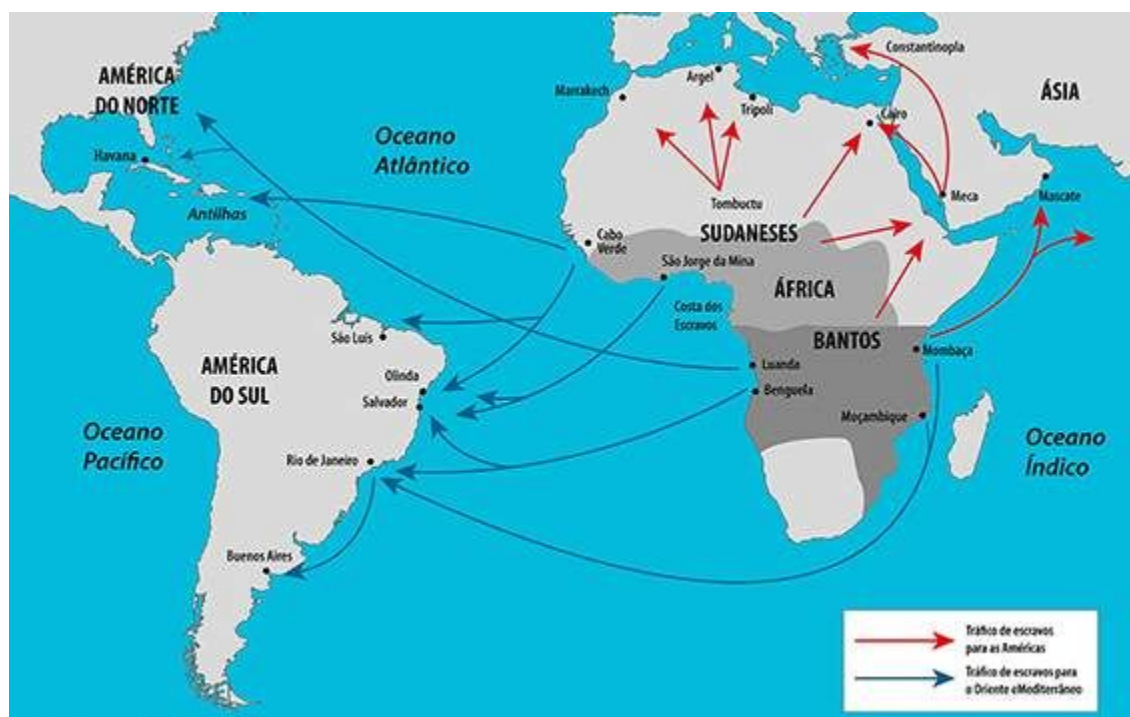 AMÉRICA
DO NORTE
Havana
Antilhas
Oceano
Atlântico
Marrakech
Argel
Tripoli
Constantinopla
Cairo
ÁSIA
Meca
Mascate
Tombuctu
SUDANESES
Cabo
Verde
São Jorge da Mina
ÁFRICA
Costa dos
Escravos
BANTOS
Mombaça
Luanda
Benguela
Moçambique
Oceano
Índico
São Luís
AMÉRICA
DO SUL
Olinda
Salvador
Oceano
Pacífico
Rio de Janeiro
Buenos Aires
Tráfico de escravos
para as Américas
Tráfico de escravos para
o Oriente eMediterrâneo